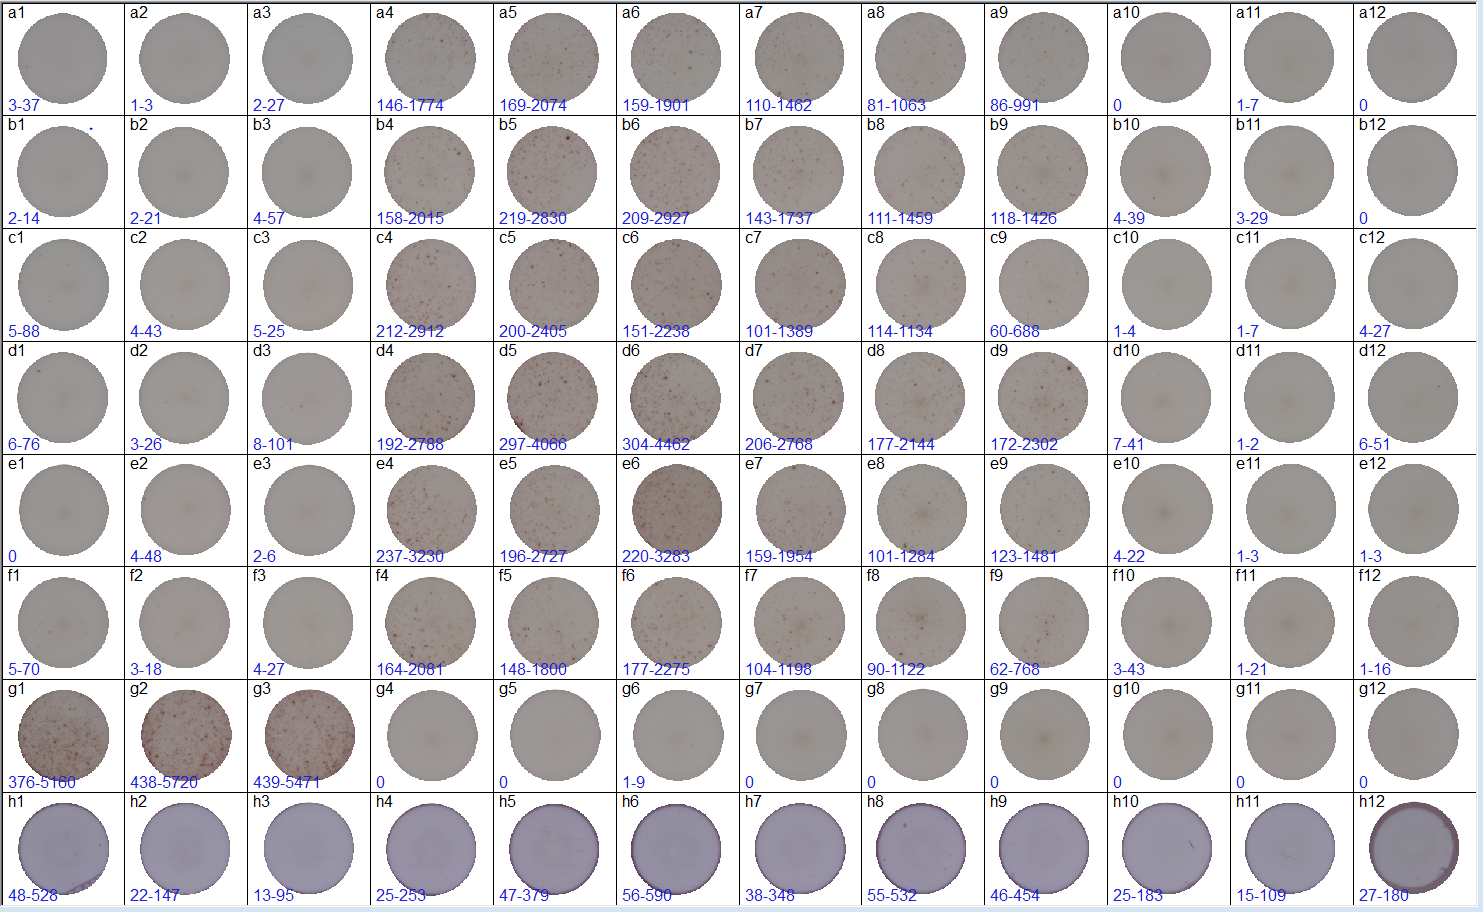 a1 a2 a3 a4 a5 a6 a7 a8 a9 a10 a11 a12
3-37 1-3 2-27 146-1774 169-2074 159-1901 110-1462 81-1063 86-991 0 1-7 0
b1 b2 b3 b4 b5 b6 b7 b8 b9 b10 b11 b12
2-14 2-21 4-57 158-2015 219-2830 209-2927 143-1737 111-1459 118-1426 4-39 3-29 0
c1 c2 c3 c4 c5 c6 c7 c8 c9 c10 c11 c12
5-88 4-43 5-25 212-2912 200-2405 151-2238 101-1389 114-1134 60-688 1-4 1-7 4-27
d1 d2 d3 d4 d5 d6 d7 d8 d9 d10 d11 d12
6-76 3-26 8-101 192-2788 297-4066 304-4462 206-2768 177-2144 172-2302 7-41 1-2 6-51
e1 e2 e3 e4 e5 e6 e7 e8 e9 e10 e11 e12
0 4-48 2-6 237-3230 196-2727 220-3283 159-1954 101-1284 123-1481 4-22 1-3 1-3
f1 f2 f3 f4 f5 f6 f7 f8 f9 f10 f11 f12
5-70 3-18 4-27 164-2081 148-1800 177-2275 104-1198 90-1122 62-768 3-43 1-21 1-16
g1 g2 g3 g4 g5 g6 g7 g8 g9 g10 g11 g12
376-5160 438-5720 439-5471 0 0 1-9 0 0 0 0 0 0
h1 h2 h3 h4 h5 h6 h7 h8 h9 h10 h11 h12
48-528 22-147 13-95 25-253 47-379 56-590 38-348 55-532 46-454 25-183 15-109 27-180